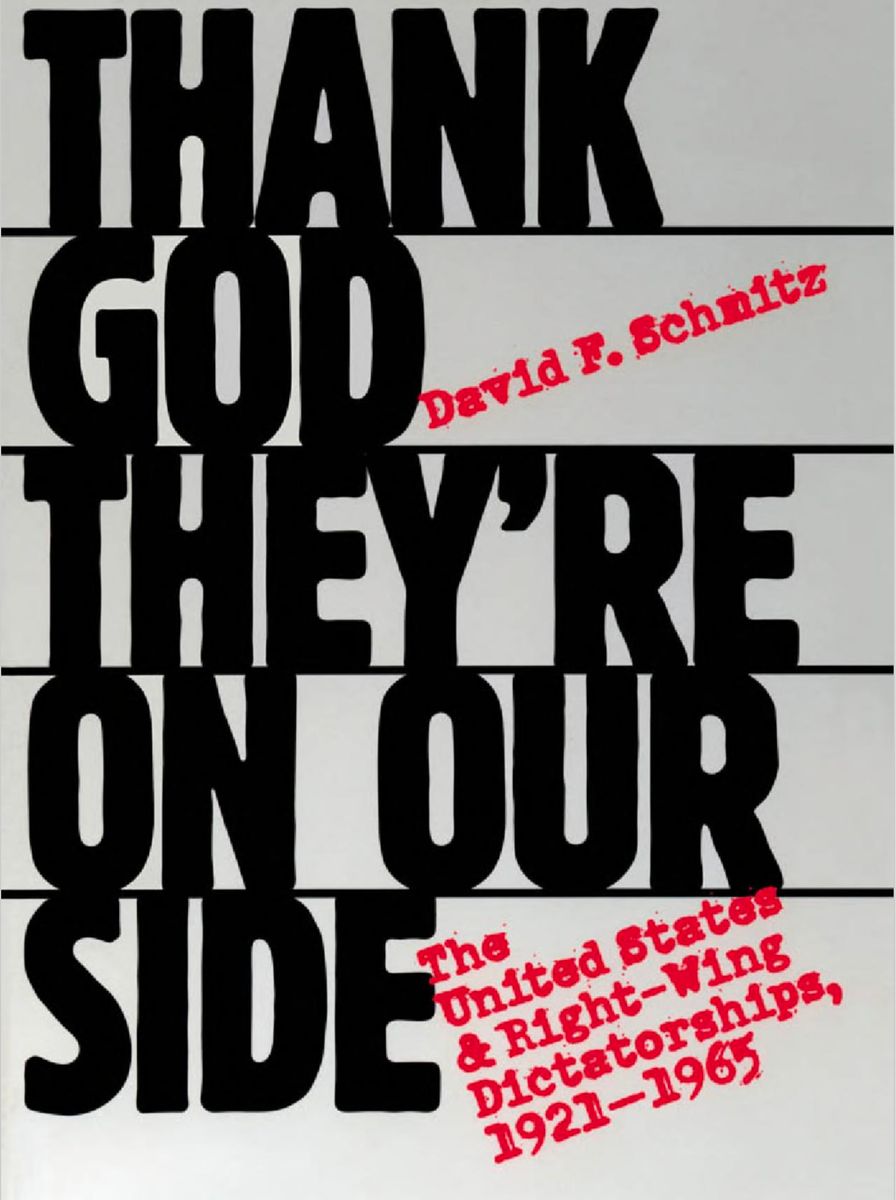 THANK
GOD
David F. Schmitz
THEY'RE
ON OUR
SIDE
The
United States
& Right-Wing
Dictatorships,
1921–1965